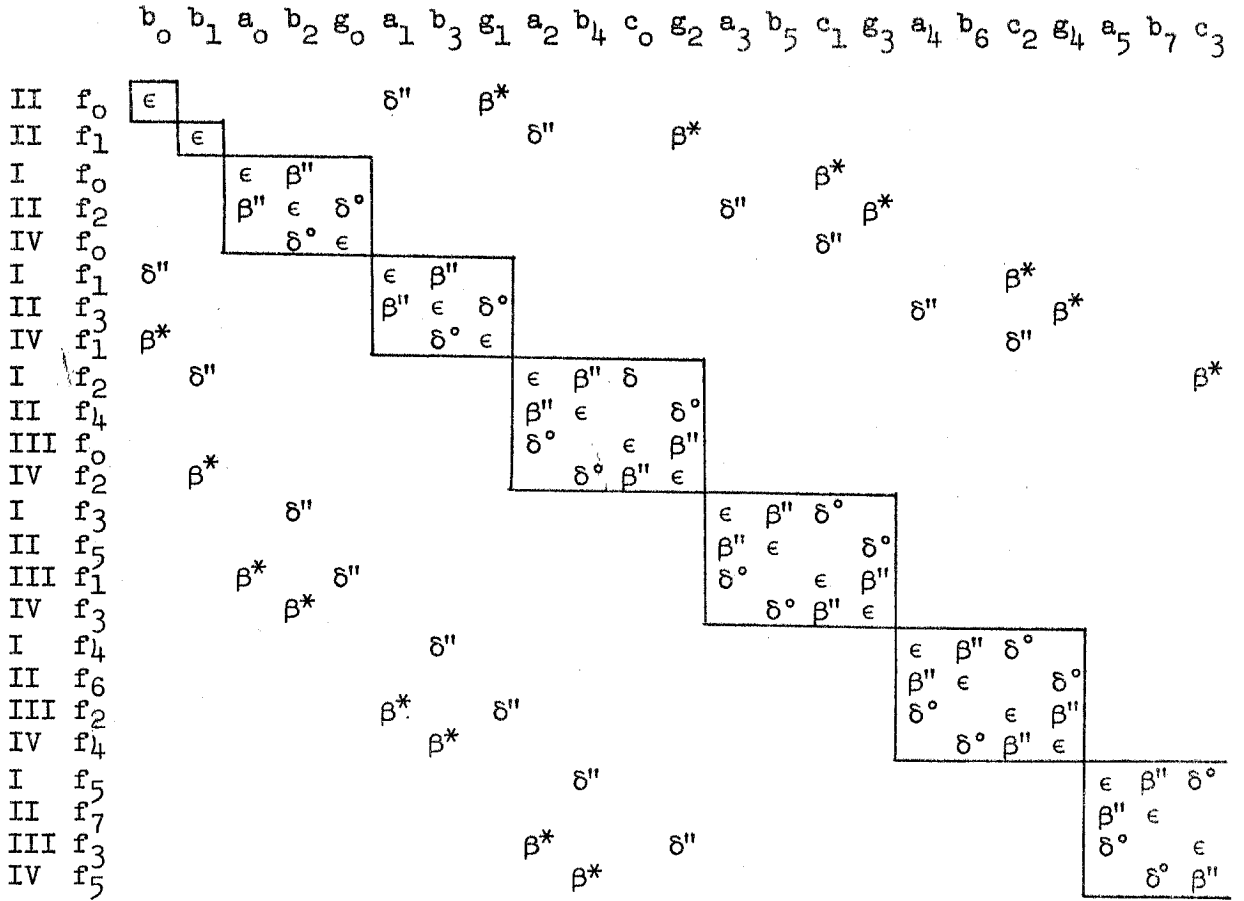 b₀ b₁ a₀ b₂ g₀ a₁ b₃ g₁ a₂ b₄ c₀ g₂ a₃ b₅ c₁ g₃ a₄ b₆ c₂ g₄ a₅ b₇ c₃
II f₀ ϵ δ" β*
II f₁ ϵ δ" β*
I f₀ ϵ β" β*
II f₂ β" ϵ δ° δ" β*
IV f₀ δ° ϵ δ"
I f₁ δ" ϵ β" β*
II f₃ β" ϵ δ° δ" β*
IV f₁ β* δ° ϵ δ"
I f₂ δ" ϵ β" δ β*
II f₄ β" ϵ δ°
III f₀ δ° ϵ β"
IV f₂ β* δ° β" ϵ
I f₃ δ" ϵ β" δ°
II f₅ β" ϵ δ°
III f₁ β* δ" δ° ϵ β"
IV f₃ β* δ° β" ϵ
I f₄ δ" ϵ β" δ°
II f₆ β" ϵ δ°
III f₂ β* δ" δ° ϵ β"
IV f₄ β* δ° β" ϵ
I f₅ δ" ϵ β" δ°
II f₇ β" ϵ
III f₃ β* δ" δ° ϵ
IV f₅ β* δ° β"